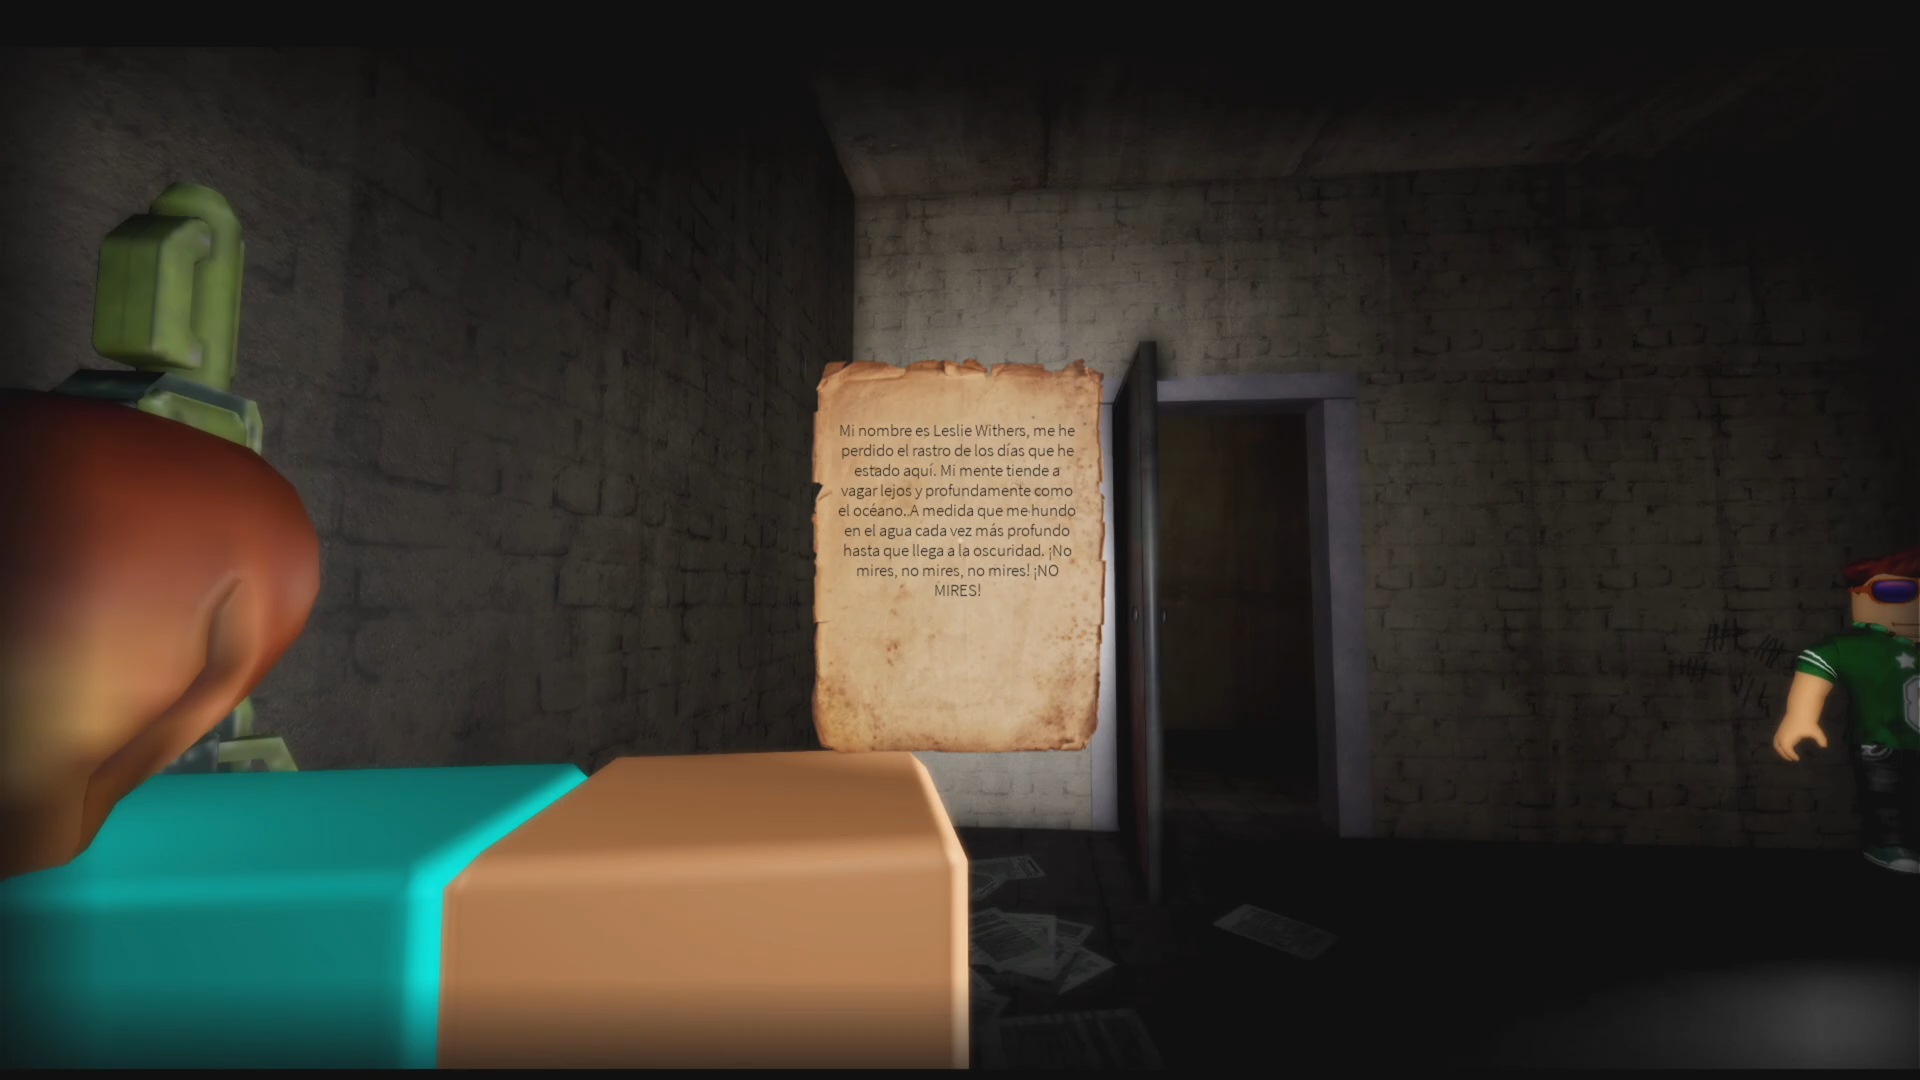 Mi nombre es Leslie Withers, me he
perdido el rastro de los días que he
estado aquí. Mi mente tiende a
vagar lejos y profundamente como
el océano..A medida que me hundo
en el agua cada vez más profundo
hasta que llega a la oscuridad. ¡No
mires, no mires, no mires! ¡NO
MIRES!